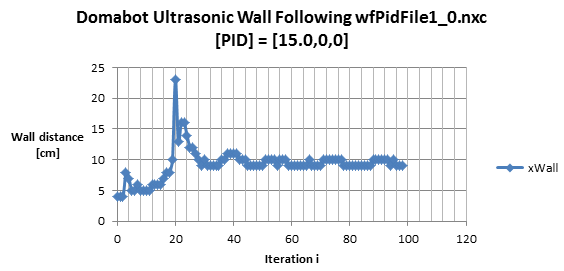 Domabot Ultrasonic Wall Following wfPidFile1_0.nxc
[PID] = [15.0,0,0]
25
20
15
10
5
0
Wall distance
[cm]
xWall
0 20 40 60 80 100 120
Iteration i